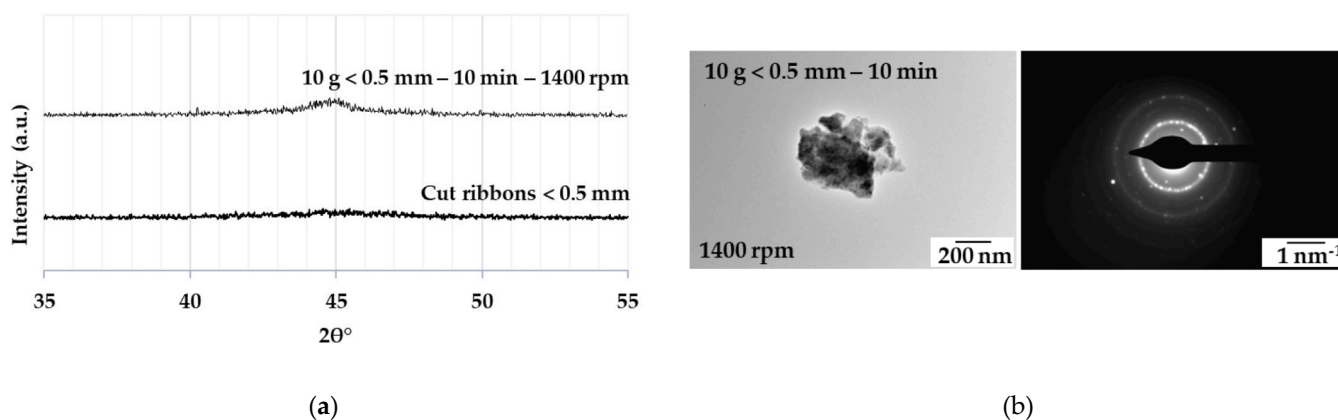 Intensity (a.u.)
10 g < 0.5 mm – 10 min – 1400 rpm
Cut ribbons < 0.5 mm
35 40 45 50 55
2θ°
(a)
10 g < 0.5 mm – 10 min
1400 rpm
200 nm
1 nm⁻¹
(b)